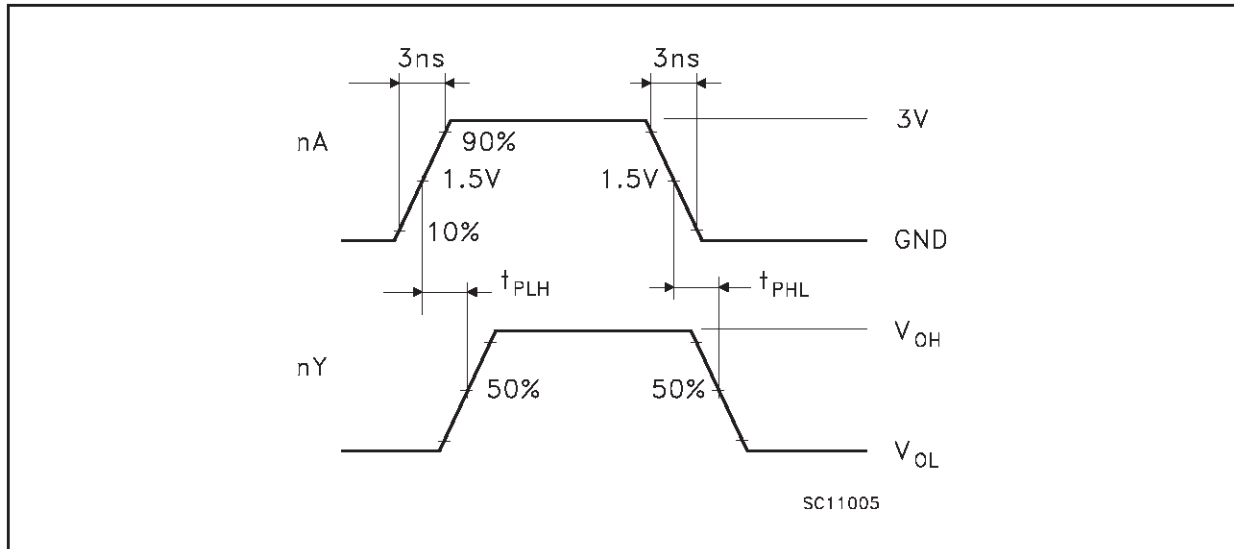 3ns 3ns
nA 3V
90%
1.5V 1.5V
10% GND
tPLH tPHL
nY VOH
50% 50%
VOL
SC11005